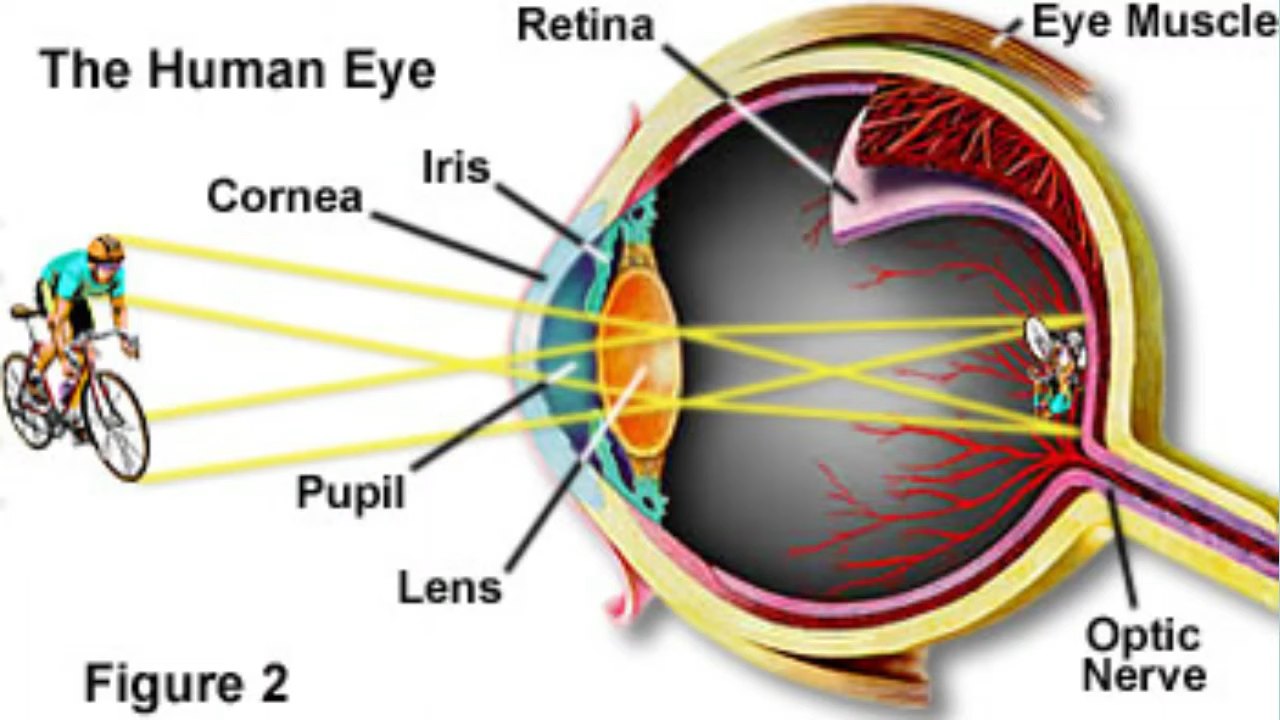 Retina
Eye Muscle
The Human Eye
Iris
Cornea
Pupil
Lens
Optic
Nerve
Figure 2